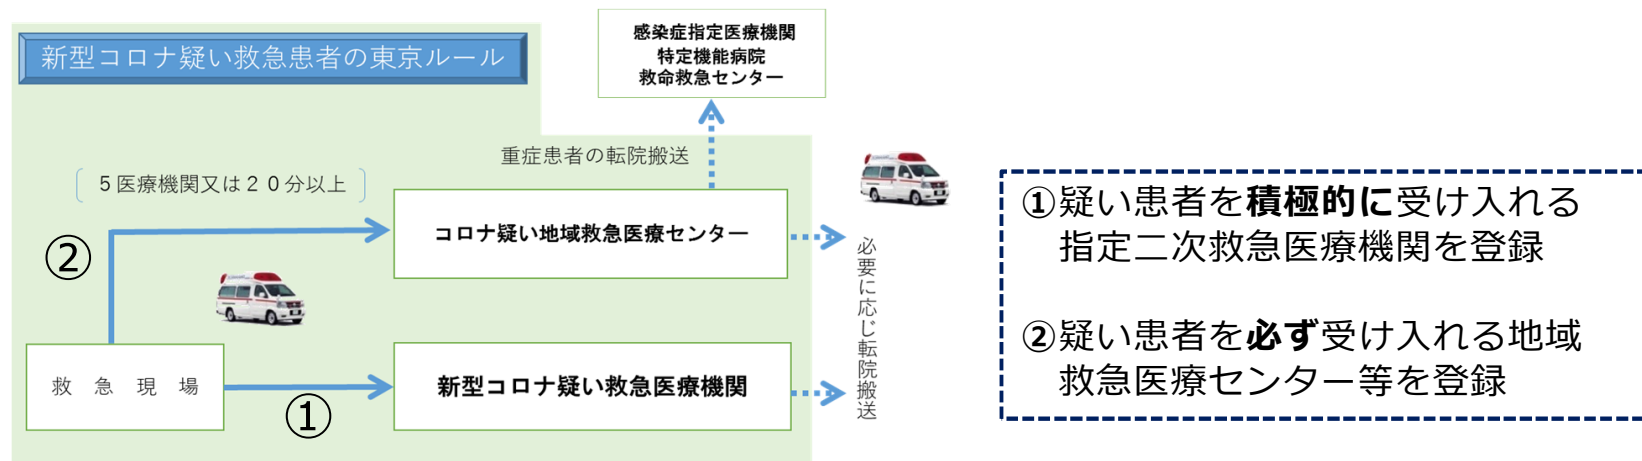 新型コロナ疑い救急患者の東京ルール
感染症指定医療機関
特定機能病院
救命救急センター
重症患者の転院搬送
５医療機関又は２０分以上
②
コロナ疑い地域救急医療センター
必要に応じ転院搬送
救急現場
①
新型コロナ疑い救急医療機関
①疑い患者を積極的に受け入れる
指定二次救急医療機関を登録
②疑い患者を必ず受け入れる地域
救急医療センター等を登録